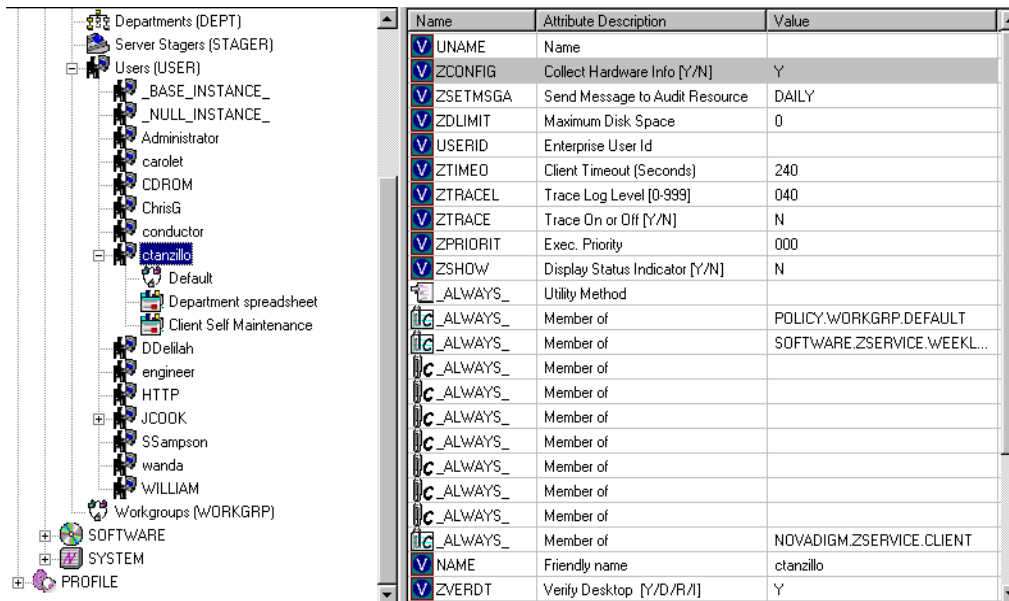 Departments (DEPT)
Server Stagers (STAGER)
Users (USER)
_BASE_INSTANCE_
_NULL_INSTANCE_
Administrator
carolet
CDROM
ChrisG
conductor
ctanzillo
Default
Department spreadsheet
Client Self Maintenance
DDelilah
engineer
HTTP
JCOOK
SSampson
wanda
WILLIAM
Workgroups (WORKGRP)
SOFTWARE
SYSTEM
PROFILE
Name Attribute Description Value
UNAME Name
ZCONFIG Collect Hardware Info [Y/N] Y
ZSETMSGA Send Message to Audit Resource DAILY
ZDLIMIT Maximum Disk Space 0
USERID Enterprise User Id
ZTIMEO Client Timeout (Seconds) 240
ZTRACEL Trace Log Level [0-999] 040
ZTRACE Trace On or Off [Y/N] N
ZPRIORIT Exec. Priority 000
ZSHOW Display Status Indicator [Y/N] N
_ALWAYS_ Utility Method
_ALWAYS_ Member of POLICY.WORKGRP.DEFAULT
_ALWAYS_ Member of SOFTWARE.ZSERVICE.WEEKL...
_ALWAYS_ Member of
_ALWAYS_ Member of
_ALWAYS_ Member of
_ALWAYS_ Member of
_ALWAYS_ Member of
_ALWAYS_ Member of
_ALWAYS_ Member of
_ALWAYS_ Member of NOVADIGM.ZSERVICE.CLIENT
NAME Friendly name ctanzillo
ZVERDT Verify Desktop [Y/D/R/I] Y